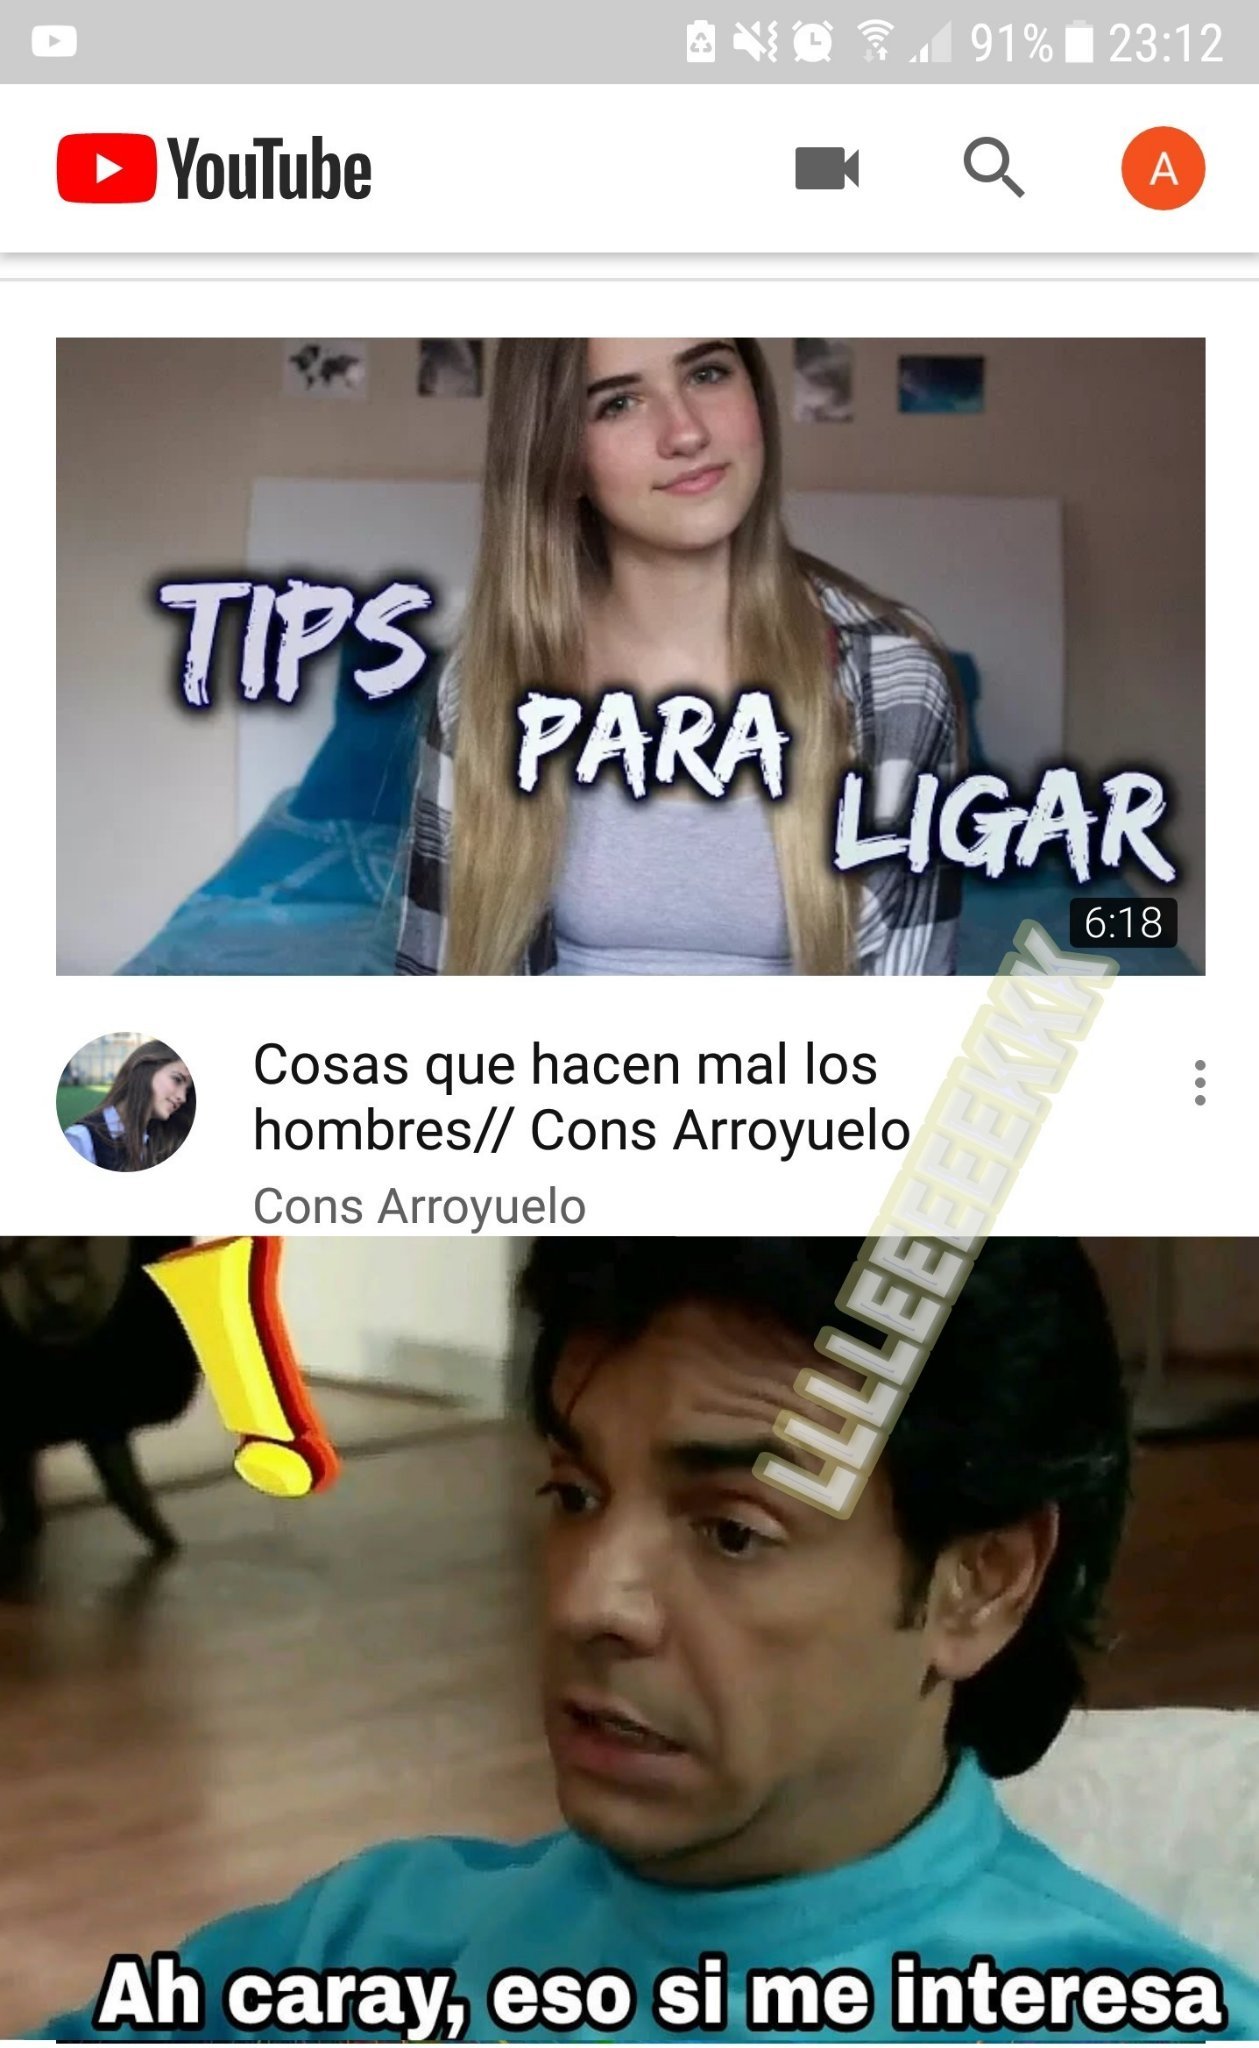 91% 23:12
YouTube
A
TIPS
PARA
LIGAR
6:18
Cosas que hacen mal los
hombres// Cons Arroyuelo
Cons Arroyuelo
LLLLEEEEEKKK
!
Ah caray, eso si me interesa